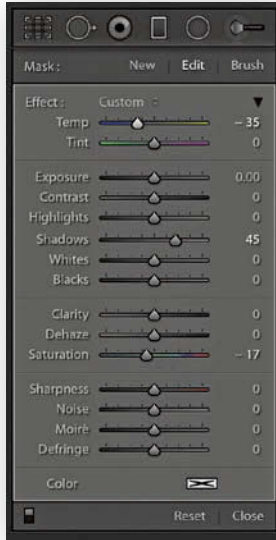 Mask : New Edit Brush
Effect : Custom
Temp – 35
Tint 0
Exposure 0.00
Contrast 0
Highlights 0
Shadows 45
Whites 0
Blacks 0
Clarity 0
Dehaze 0
Saturation – 17
Sharpness 0
Noise 0
Moiré 0
Defringe 0
Color
Reset Close